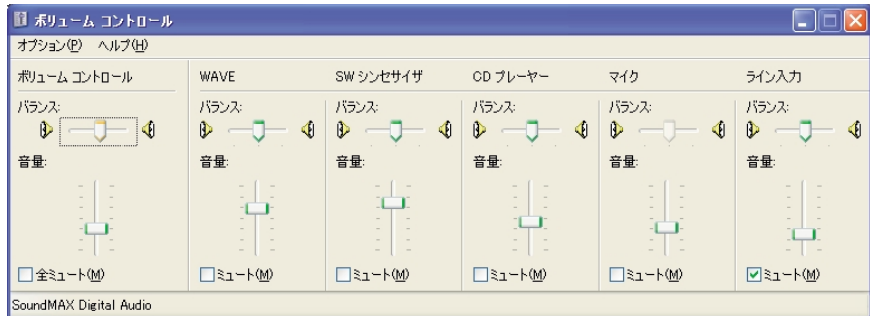 ボリューム コントロール
オプション(P) ヘルプ(H)
ボリューム コントロール WAVE SW シンセサイザ CD プレーヤー マイク ライン入力
バランス: バランス: バランス: バランス: バランス: バランス:
音量: 音量: 音量: 音量: 音量: 音量:
全ミュート(M) ミュート(M) ミュート(M) ミュート(M) ミュート(M) ミュート(M)
SoundMAX Digital Audio